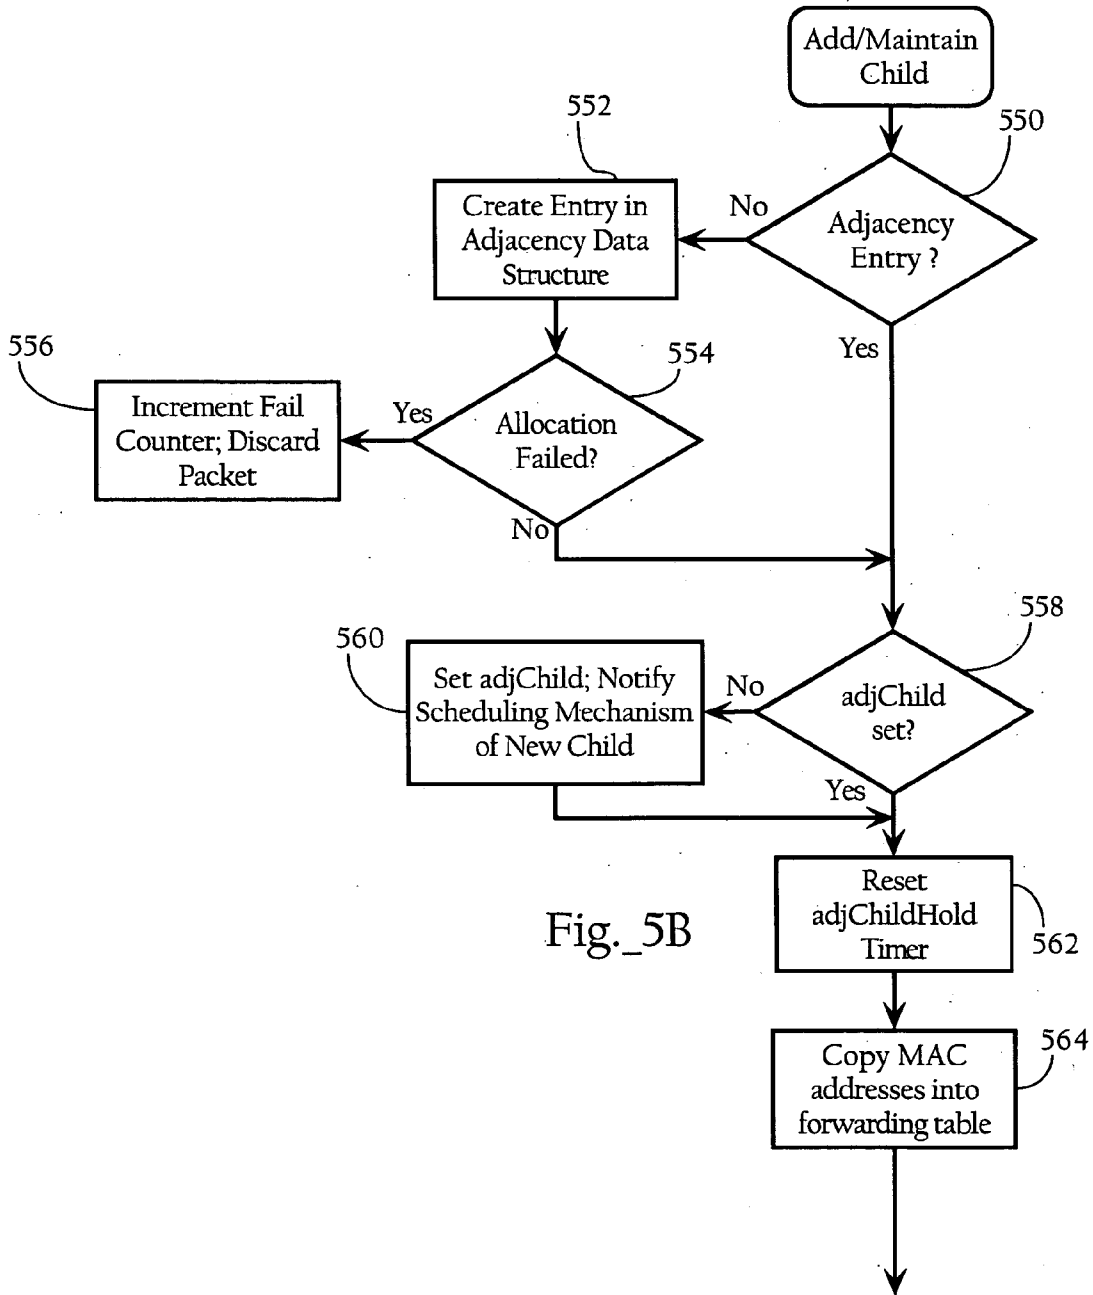 Add/Maintain
Child
550
552
No
Adjacency
Entry ?
Create Entry in
Adjacency Data
Structure
Yes
556
554
Increment Fail
Counter; Discard
Packet
Yes
Allocation
Failed?
No
558
560
Set adjChild; Notify
Scheduling Mechanism
of New Child
No
adjChild
set?
Yes
Reset
adjChildHold
Timer
562
Fig._5B
564
Copy MAC
addresses into
forwarding table